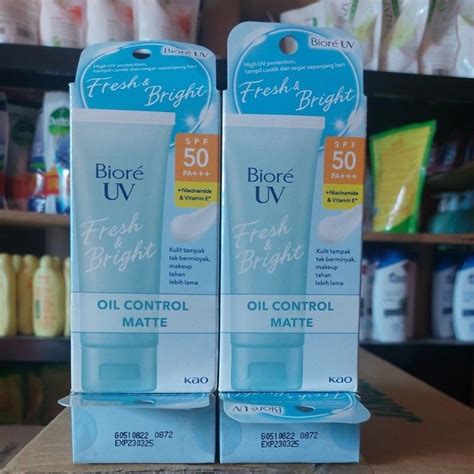 Bioré UV
High UV protection,
tampil cantik dan segar sepanjang hari
Fresh &
Bright
SPF
50
PA+++
Bioré
UV
+Niacinamide
& Vitamin E*
Fresh
&
Bright
Kulit tampak
tak berminyak,
makeup
tahan
lebih lama
OIL CONTROL
MATTE
Kao
G0510822 0872
EXP230325
Bioré UV
High UV protection,
tampil cantik dan segar sepanjang hari
Fresh &
Bright
SPF
50
PA+++
Bioré
UV
+Niacinamide
& Vitamin E*
Fresh
&
Bright
Kulit tampak
tak berminyak,
makeup
tahan
lebih lama
OIL CONTROL
MATTE
Kao
Bioré UV
G0510822 0872
EXP230325